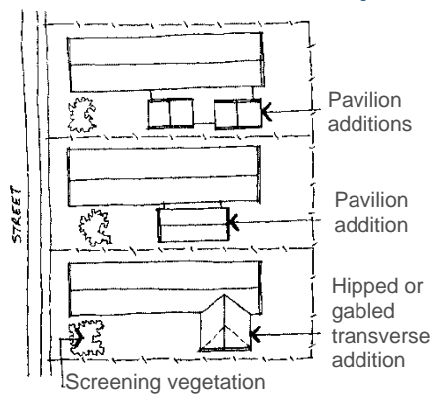 Pavilion
additions
STREET
Pavilion
addition
Hipped or
gabled
transverse
addition
Screening vegetation